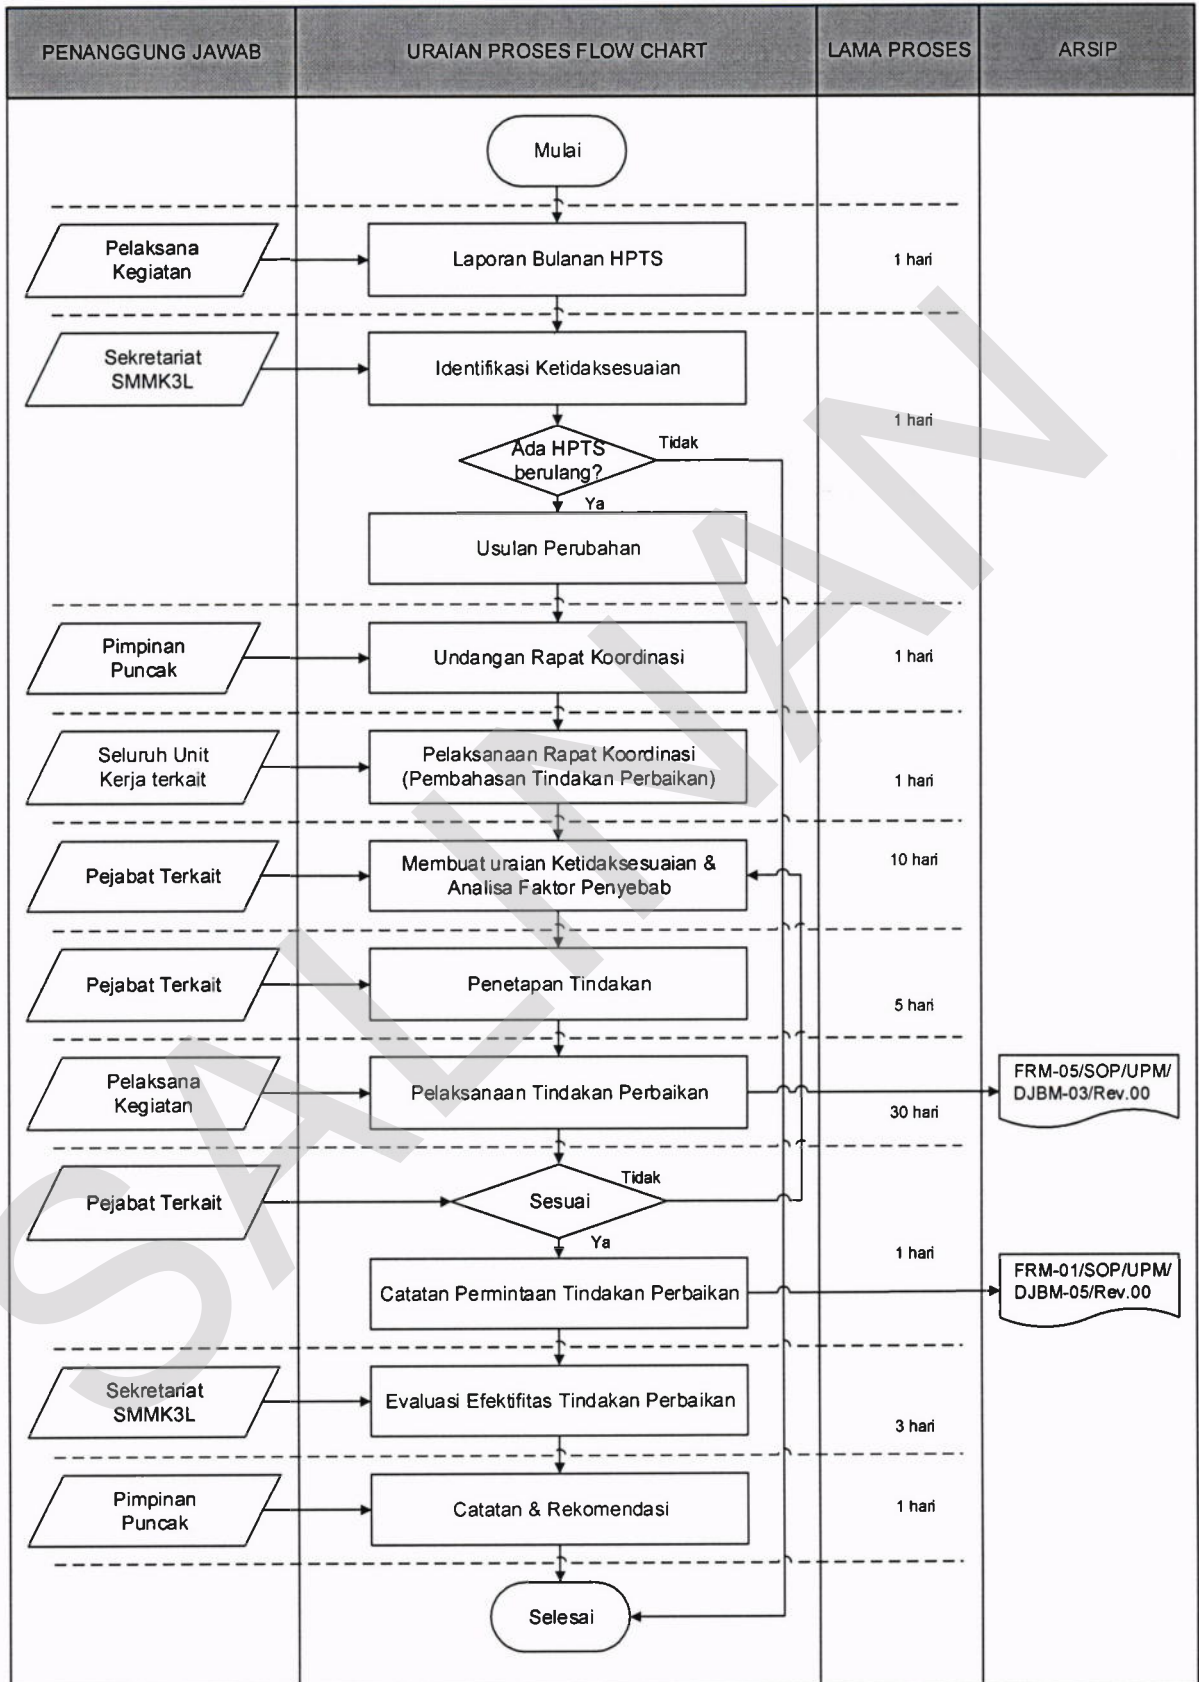 PENANGGUNG JAWAB
URAIAN PROSES FLOW CHART
LAMA PROSES
ARSIP
Mulai
Pelaksana
Kegiatan
Laporan Bulanan HPTS
1 hari
Sekretariat
SMMK3L
Identifikasi Ketidaksesuaian
1 hari
Ada HPTS
berulang?
Tidak
Ya
Usulan Perubahan
Pimpinan
Puncak
Undangan Rapat Koordinasi
1 hari
Seluruh Unit
Kerja terkait
Pelaksanaan Rapat Koordinasi
(Pembahasan Tindakan Perbaikan)
1 hari
Pejabat Terkait
Membuat uraian Ketidaksesuaian &
Analisa Faktor Penyebab
10 hari
Pejabat Terkait
Penetapan Tindakan
5 hari
Pelaksana
Kegiatan
Pelaksanaan Tindakan Perbaikan
30 hari
FRM-05/SOP/UPM/
DJBM-03/Rev.00
Pejabat Terkait
Sesuai
Tidak
Ya
1 hari
Catatan Permintaan Tindakan Perbaikan
FRM-01/SOP/UPM/
DJBM-05/Rev.00
Sekretariat
SMMK3L
Evaluasi Efektifitas Tindakan Perbaikan
3 hari
Pimpinan
Puncak
Catatan & Rekomendasi
1 hari
Selesai
SALINAN